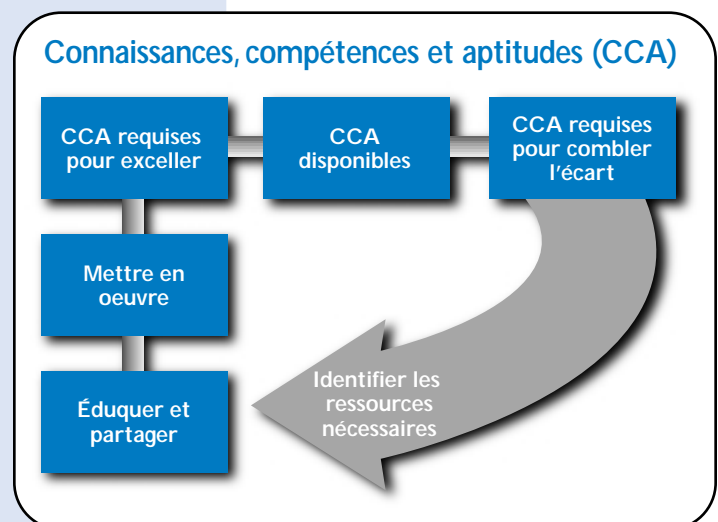 Connaissances, compétences et aptitudes (CCA)
CCA requises
pour exceller
CCA
disponibles
CCA requises
pour combler
l'écart
Mettre en
oeuvre
Éduquer et
partager
Identifier les
ressources
nécessaires